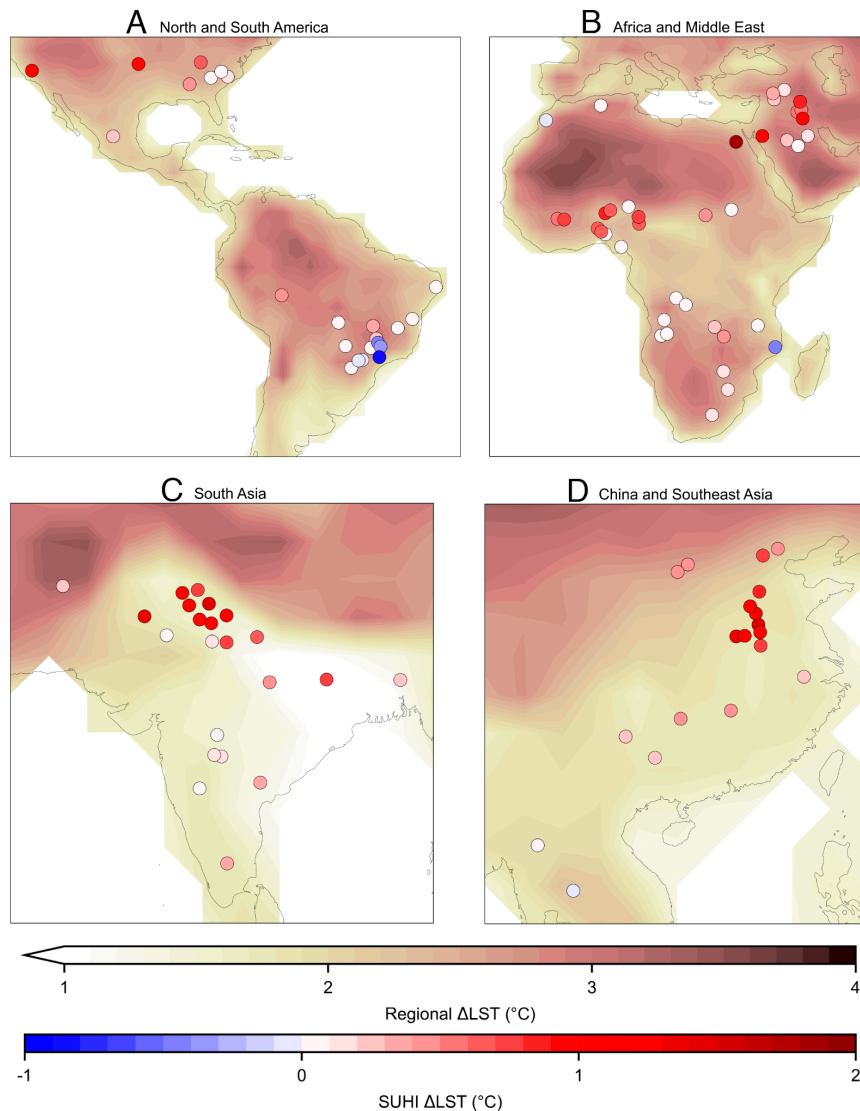 A North and South America
B Africa and Middle East
C South Asia
D China and Southeast Asia
1 2 3 4
Regional ΔLST (°C)
-1 0 1 2
SUHI ΔLST (°C)